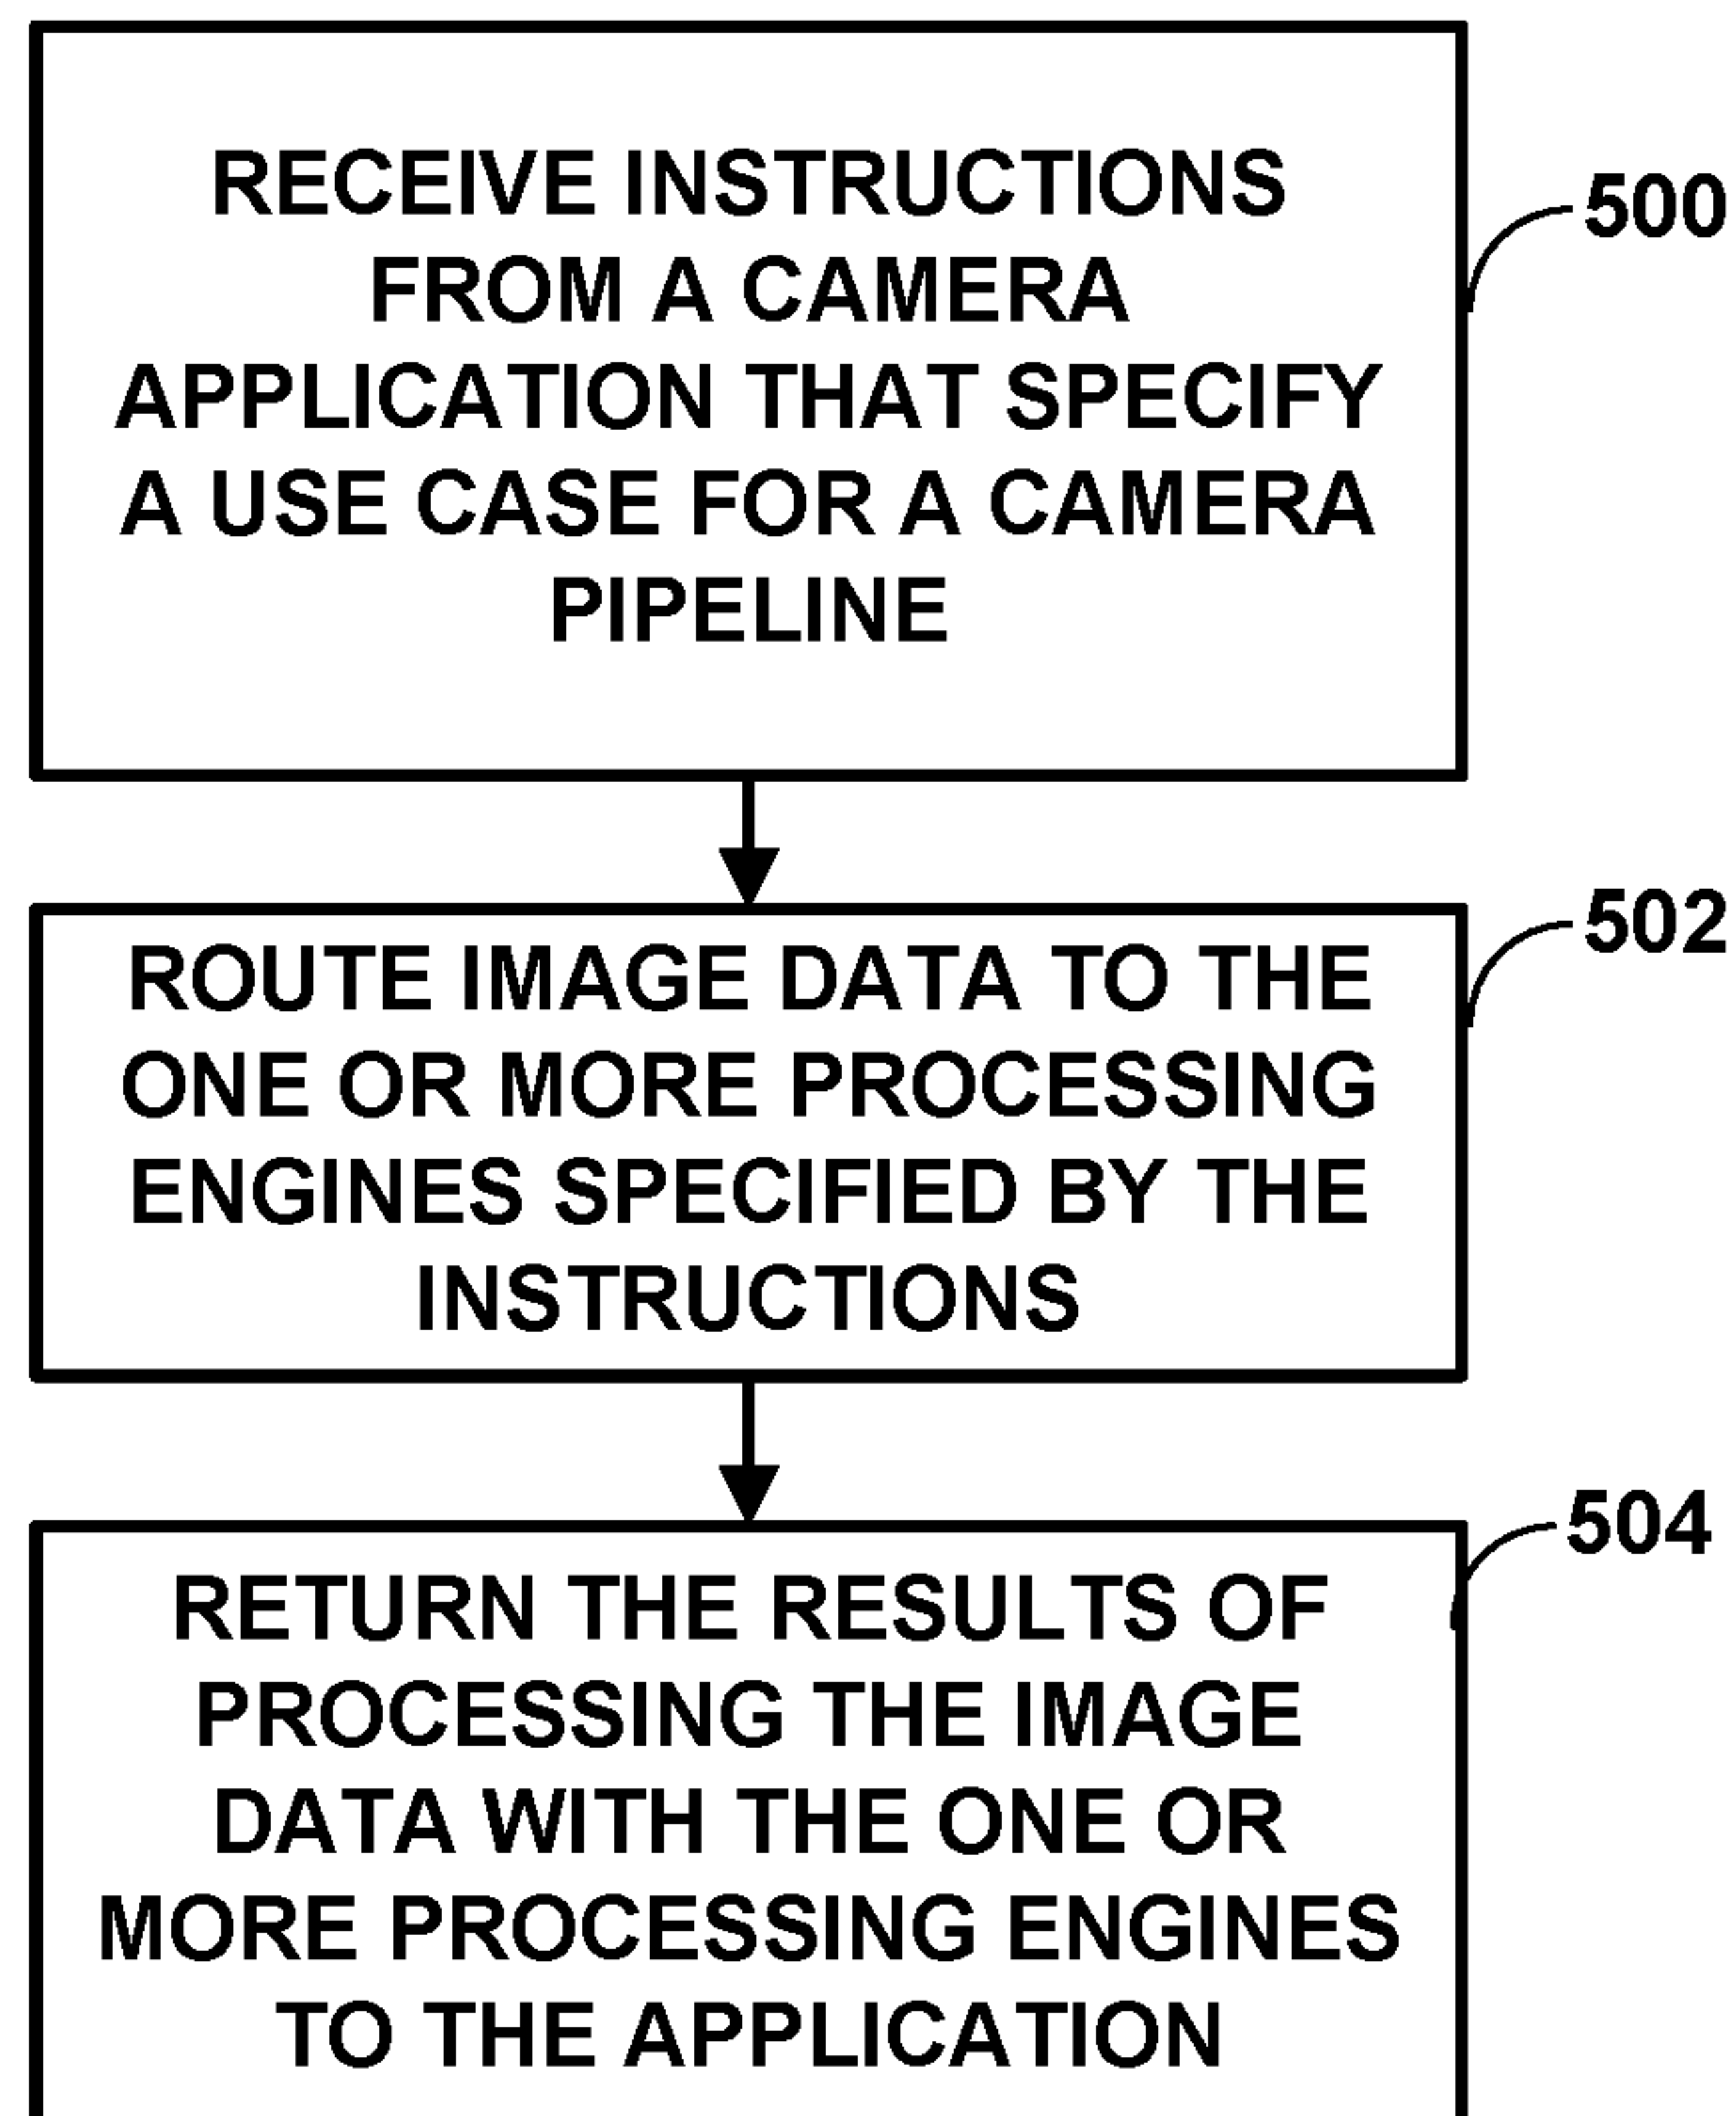 RECEIVE INSTRUCTIONS
FROM A CAMERA
APPLICATION THAT SPECIFY
A USE CASE FOR A CAMERA
PIPELINE
500
ROUTE IMAGE DATA TO THE
ONE OR MORE PROCESSING
ENGINES SPECIFIED BY THE
INSTRUCTIONS
502
RETURN THE RESULTS OF
PROCESSING THE IMAGE
DATA WITH THE ONE OR
MORE PROCESSING ENGINES
TO THE APPLICATION
504